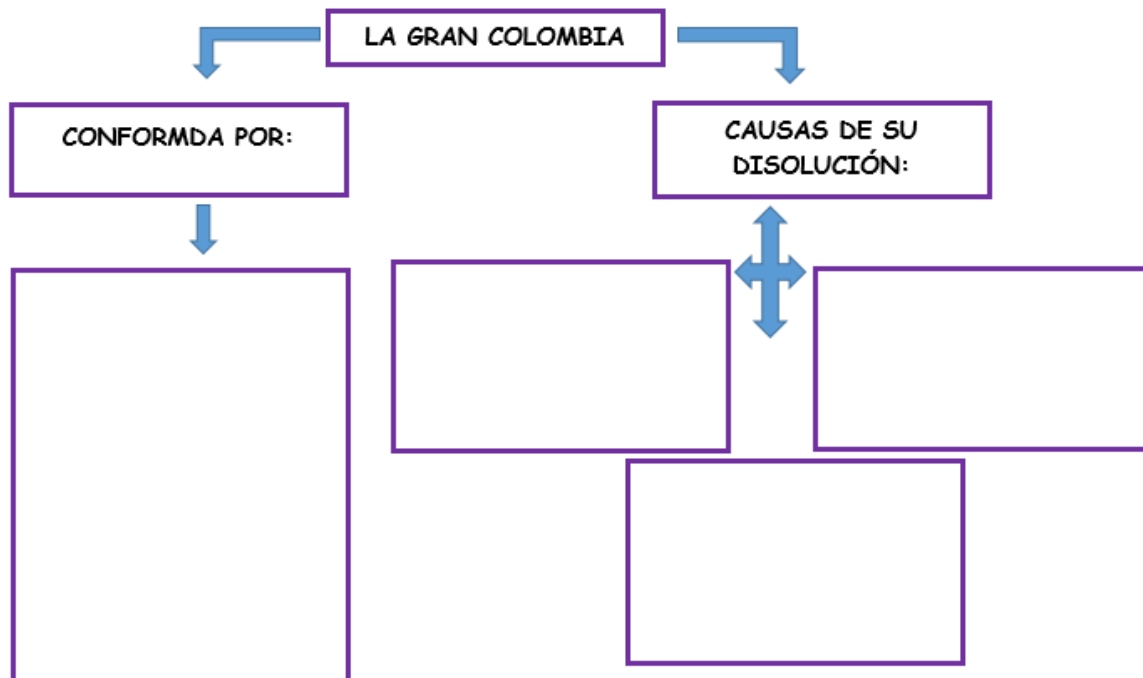 LA GRAN COLOMBIA
CONFORMDA POR:
CAUSAS DE SU
DISOLUCIÓN: